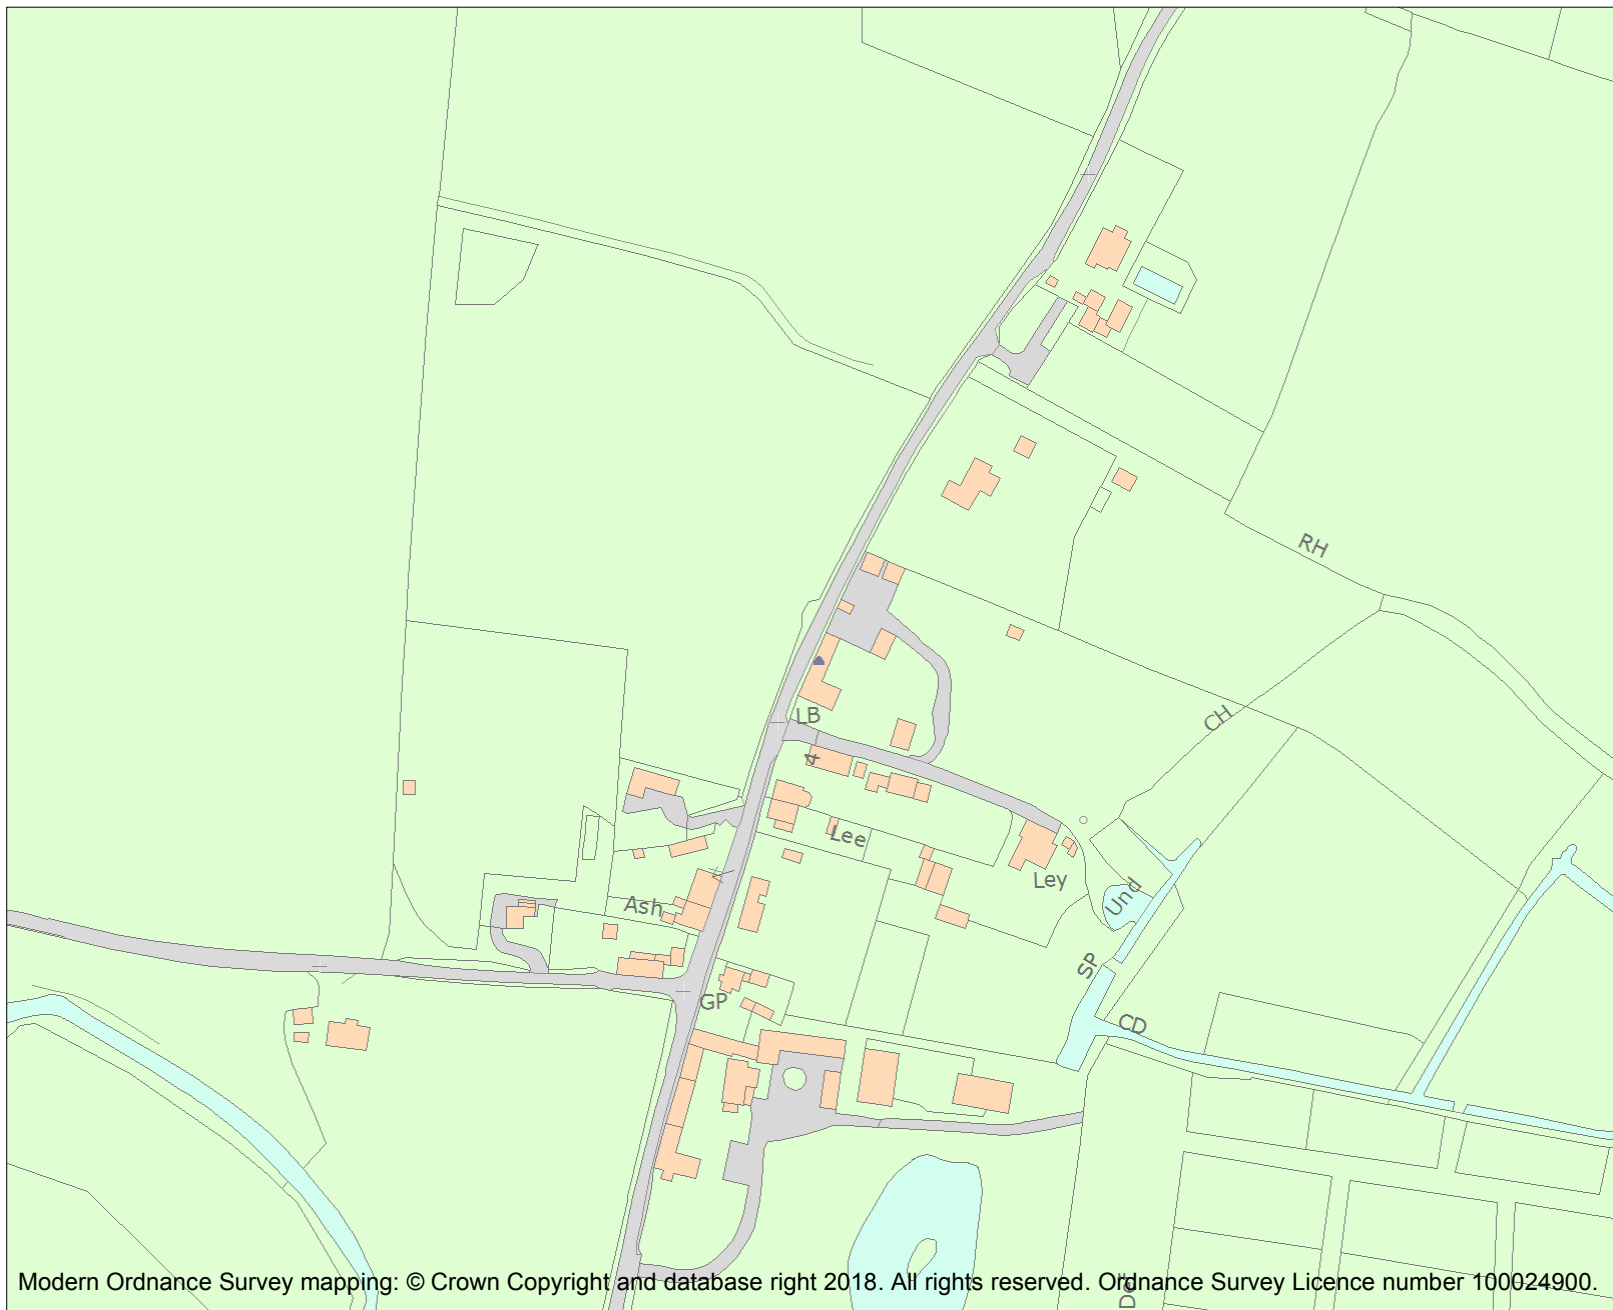 RH
CH
LB
4
Lee
Ley
Und
Ash
SP
GP
CD
Modern Ordnance Survey mapping: © Crown Copyright and database right 2018. All rights reserved. Ordnance Survey Licence number 100024900.